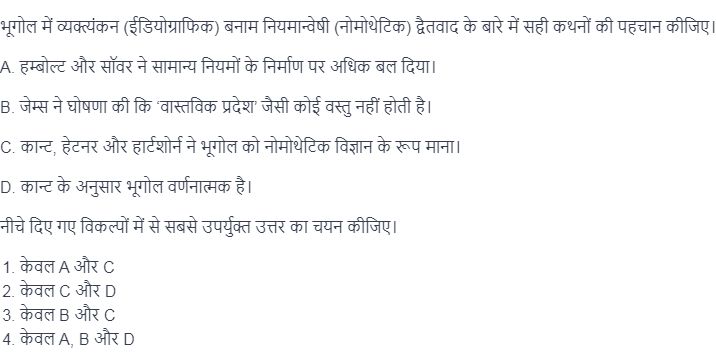 भूगोल में व्यक्त्यंकन (ईडियोग्राफिक) बनाम नियमान्वेषी (नोमोथेटिक) द्वैतवाद के बारे में सही कथनों की पहचान कीजिए।
A. हम्बोल्ट और सॉवर ने सामान्य नियमों के निर्माण पर अधिक बल दिया।
B. जेम्स ने घोषणा की कि 'वास्तविक प्रदेश' जैसी कोई वस्तु नहीं होती है।
C. कान्ट, हेटनर और हार्टशोर्न ने भूगोल को नोमोथेटिक विज्ञान के रूप माना।
D. कान्ट के अनुसार भूगोल वर्णनात्मक है।
नीचे दिए गए विकल्पों में से सबसे उपर्युक्त उत्तर का चयन कीजिए।
1. केवल A और C
2. केवल C और D
3. केवल B और C
4. केवल A, B और D